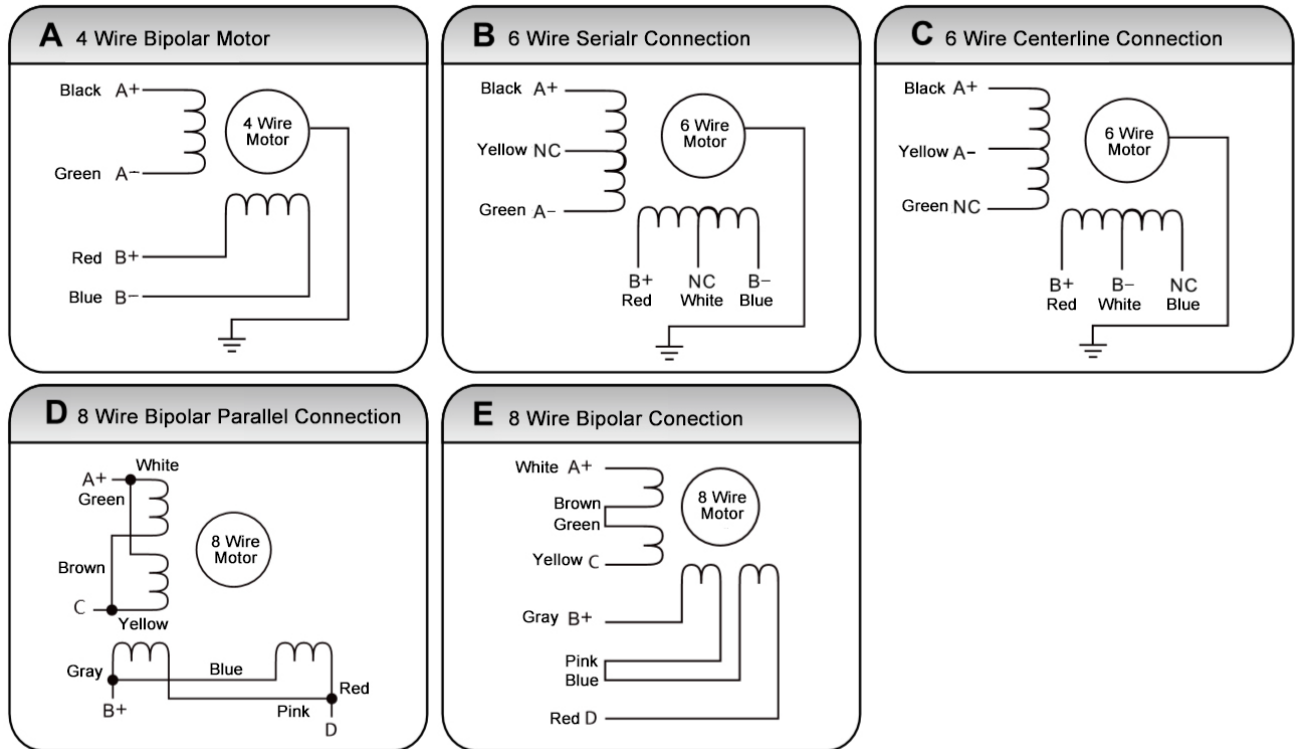 A 4 Wire Bipolar Motor
Black A+
4 Wire
Motor
Green A-
Red B+
Blue B-
B 6 Wire Serialr Connection
Black A+
6 Wire
Motor
Yellow NC
Green A-
B+ NC B-
Red White Blue
C 6 Wire Centerline Connection
Black A+
6 Wire
Motor
Yellow A-
Green NC
B+ B- NC
Red White Blue
D 8 Wire Bipolar Parallel Connection
White
A+
Green
8 Wire
Motor
Brown
C
Yellow
Gray Blue
Red
B+ Pink
D
E 8 Wire Bipolar Conection
White A+
8 Wire
Motor
Brown
Green
Yellow C
Gray B+
Pink
Blue
Red D